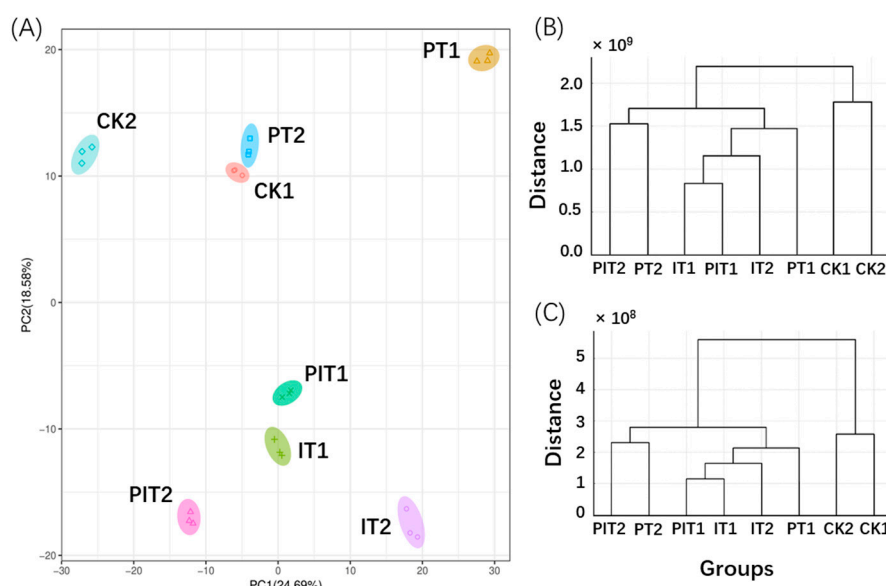 (A)
20
10
0
−10
−20
PC2(18.58%)
PT1
CK2
PT2
CK1
PIT1
IT1
PIT2
IT2
−30
−20
−10
0
10
20
30
PC1(24.69%)
(B)
× 10⁹
2.0
1.5
1.0
0.5
0.0
Distance
PIT2 PT2 IT1 PIT1 IT2 PT1 CK1 CK2
(C)
× 10⁸
5
4
3
2
1
0
Distance
PIT2 PT2 PIT1 IT1 IT2 PT1 CK2 CK1
Groups